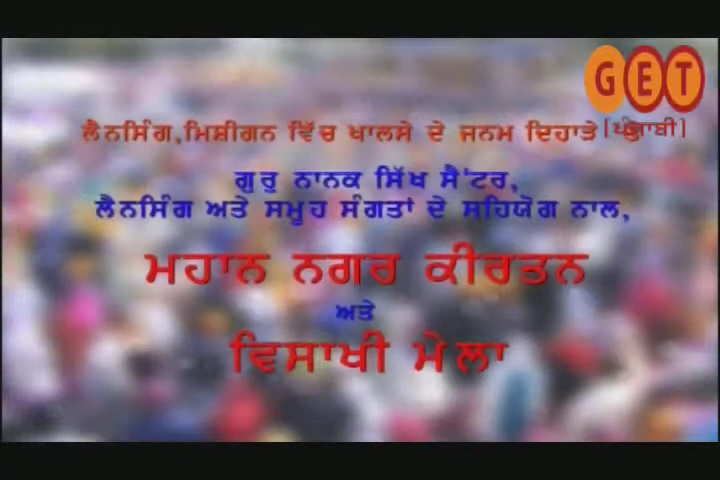 GET
[ਪੰਜਾਬੀ]
ਲੈਨਸਿੰਗ,ਮਿਸ਼ੀਗਨ ਵਿੱਚ ਖਾਲਸੇ ਦੇ ਜਨਮ ਦਿਹਾੜੇ ਤੇ
ਗੁਰੁ ਨਾਨਕ ਸਿੱਖ ਸੈਂਟਰ,
ਲੈਨਸਿੰਗ ਅਤੇ ਸਮੂਹ ਸੰਗਤਾਂ ਦੇ ਸਹਿਯੋਗ ਨਾਲ,
ਮਹਾਨ ਨਗਰ ਕੀਰਤਨ
ਅਤੇ
ਵਿਸਾਖੀ ਮੇਲਾ